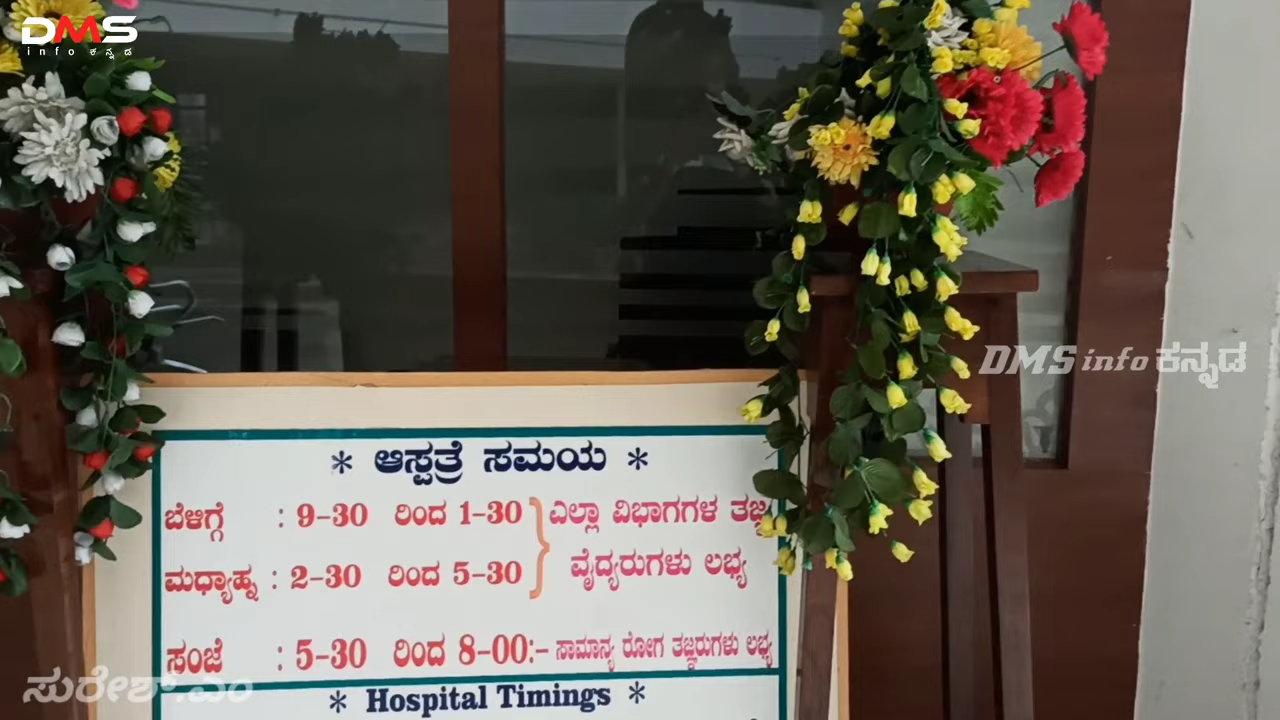 DMS
info ಕನ್ನಡ
DMS info ಕನ್ನಡ
* ಆಸ್ಪತ್ರೆ ಸಮಯ *
ಬೆಳಿಗ್ಗೆ : 9-30 ರಿಂದ 1-30 } ಎಲ್ಲಾ ವಿಭಾಗಗಳ ತಜ್ಞ
ಮಧ್ಯಾಹ್ನ : 2-30 ರಿಂದ 5-30 ವೈದ್ಯರುಗಳು ಲಭ್ಯ
ಸಂಜೆ : 5-30 ರಿಂದ 8-00:- ಸಾಮಾನ್ಯ ರೋಗ ತಜ್ಞರುಗಳು ಲಭ್ಯ
* Hospital Timings *
ಸುರೇಶ್.ಎಂ